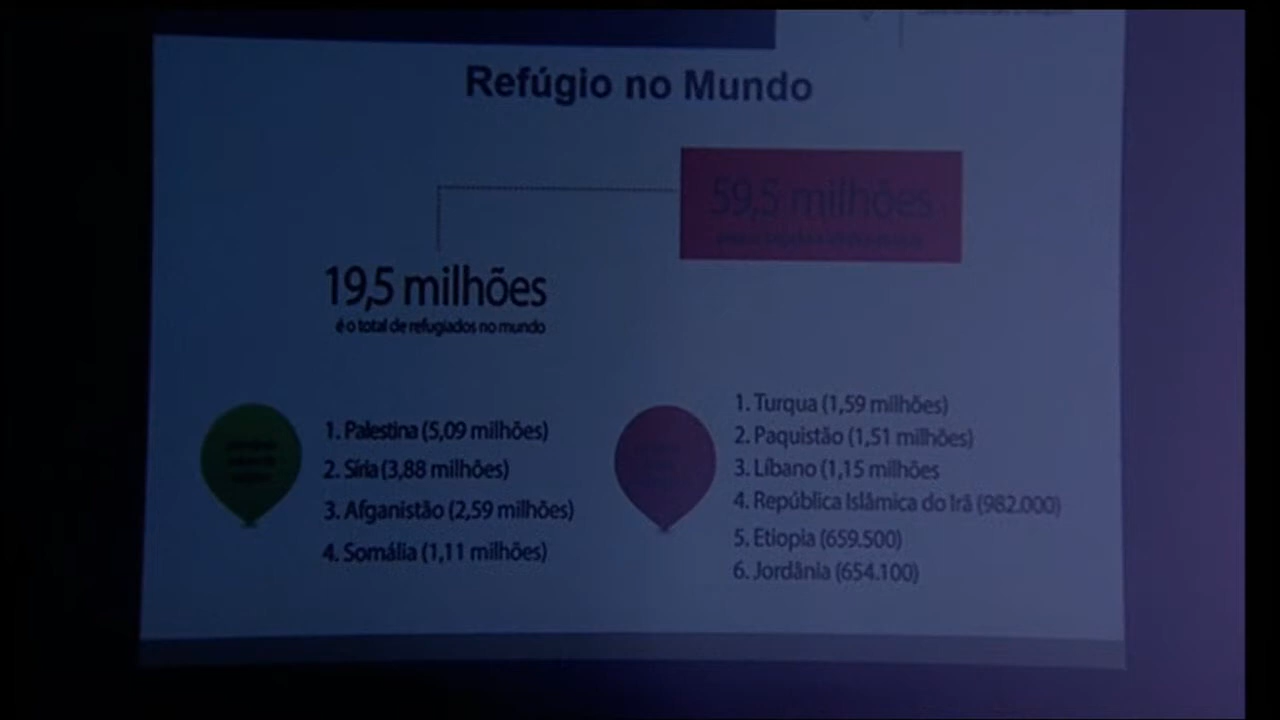 Refúgio no Mundo
59,5 milhões
19,5 milhões
é o total de refugiados no mundo
1. Palestina (5,09 milhões)
2. Síria (3,88 milhões)
3. Afganistão (2,59 milhões)
4. Somália (1,11 milhões)
1. Turqua (1,59 milhões)
2. Paquistão (1,51 milhões)
3. Líbano (1,15 milhões
4. República Islâmica do Irã (982.000)
5. Etiopia (659.500)
6. Jordânia (654.100)